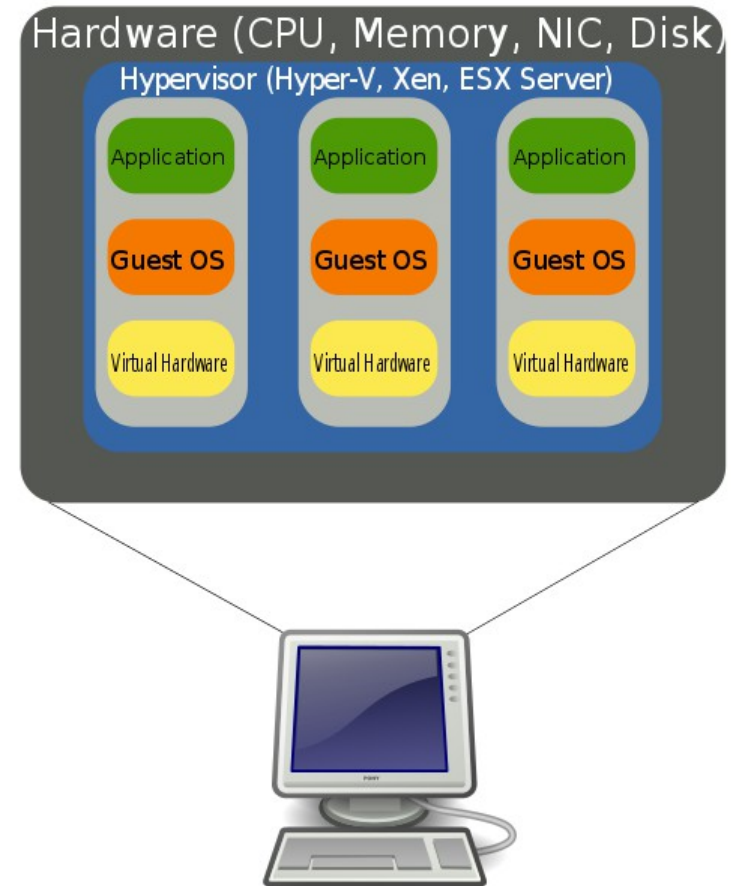 Hardware (CPU, Memory, NIC, Disk)
Hypervisor (Hyper-V, Xen, ESX Server)
Application Application Application
Guest OS Guest OS Guest OS
Virtual Hardware Virtual Hardware Virtual Hardware
PONY